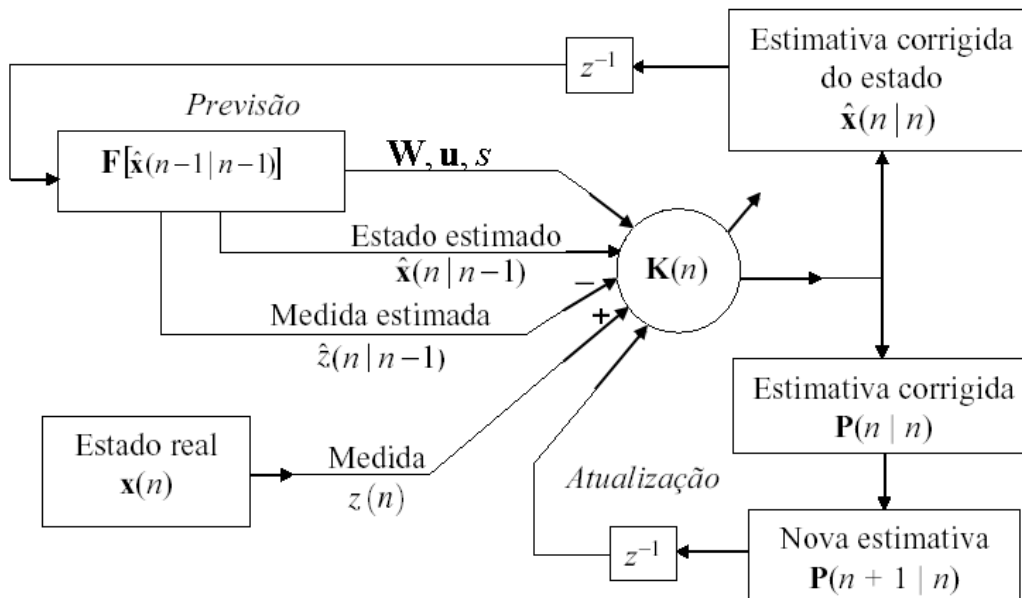 Estimativa corrigida
do estado
x̂(n | n)
z⁻¹
Previsão
F[x̂(n−1 | n−1)]
W, u, s
Estado estimado
x̂(n | n−1)
K(n)
−
Medida estimada
ẑ(n | n−1)
+
Estimativa corrigida
P(n | n)
Estado real
x(n)
Medida
z(n)
Atualização
z⁻¹
Nova estimativa
P(n + 1 | n)